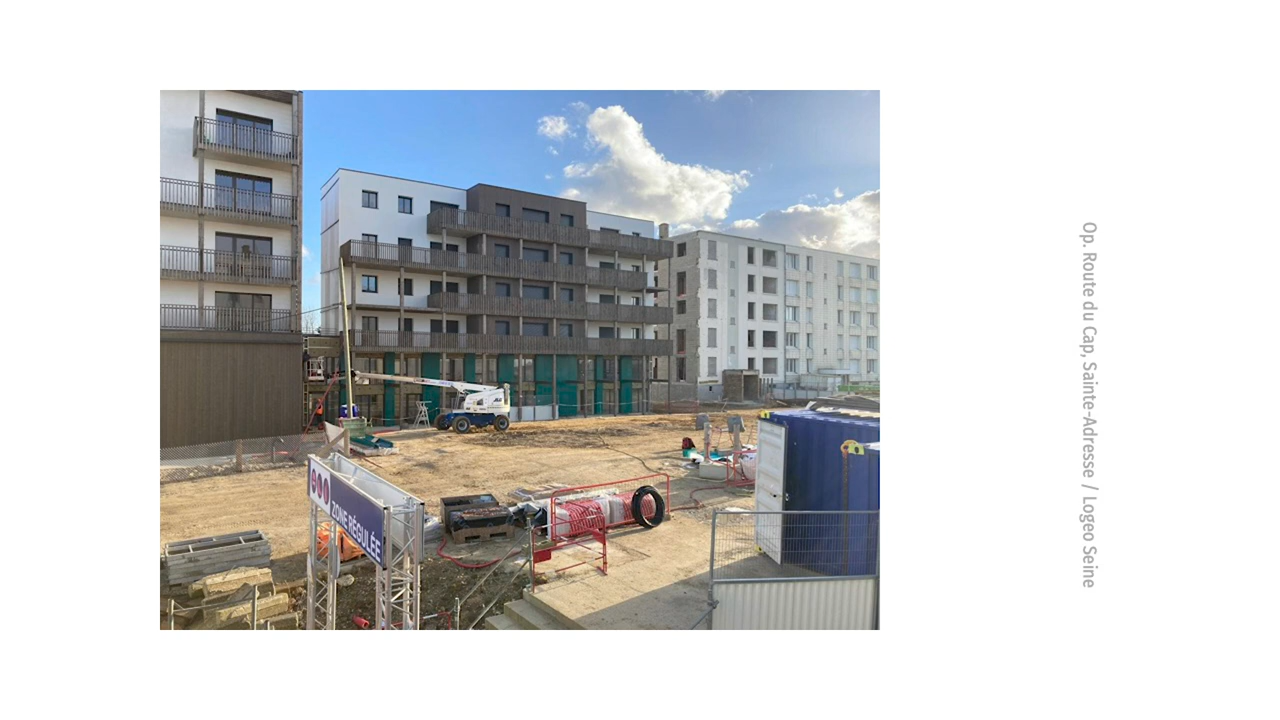 ZONE RÉGULÉE
Op. Route du Cap, Sainte-Adresse / Logeo Seine